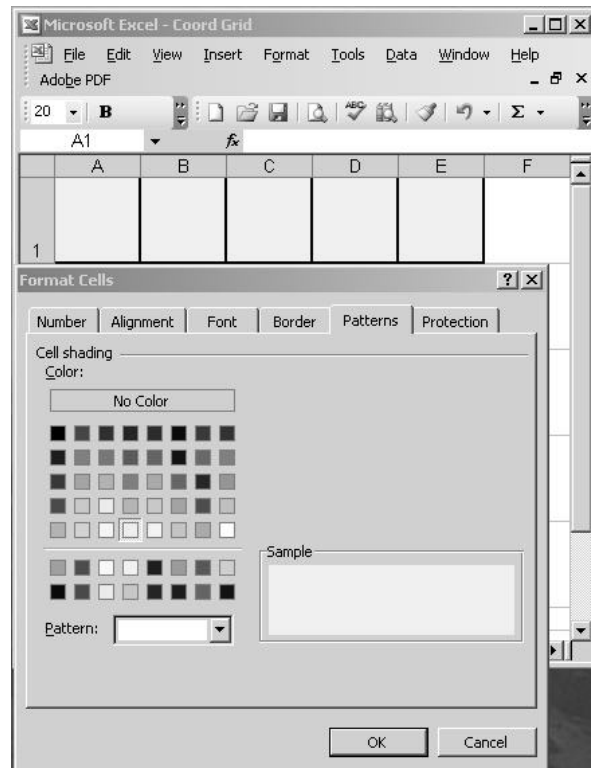 Microsoft Excel - Coord Grid
File Edit View Insert Format Tools Data Window Help
Adobe PDF
20 B ABC Σ
A1 fx
A B C D E F
1
Format Cells
Number Alignment Font Border Patterns Protection
Cell shading
Color:
No Color
Sample
Pattern:
OK Cancel